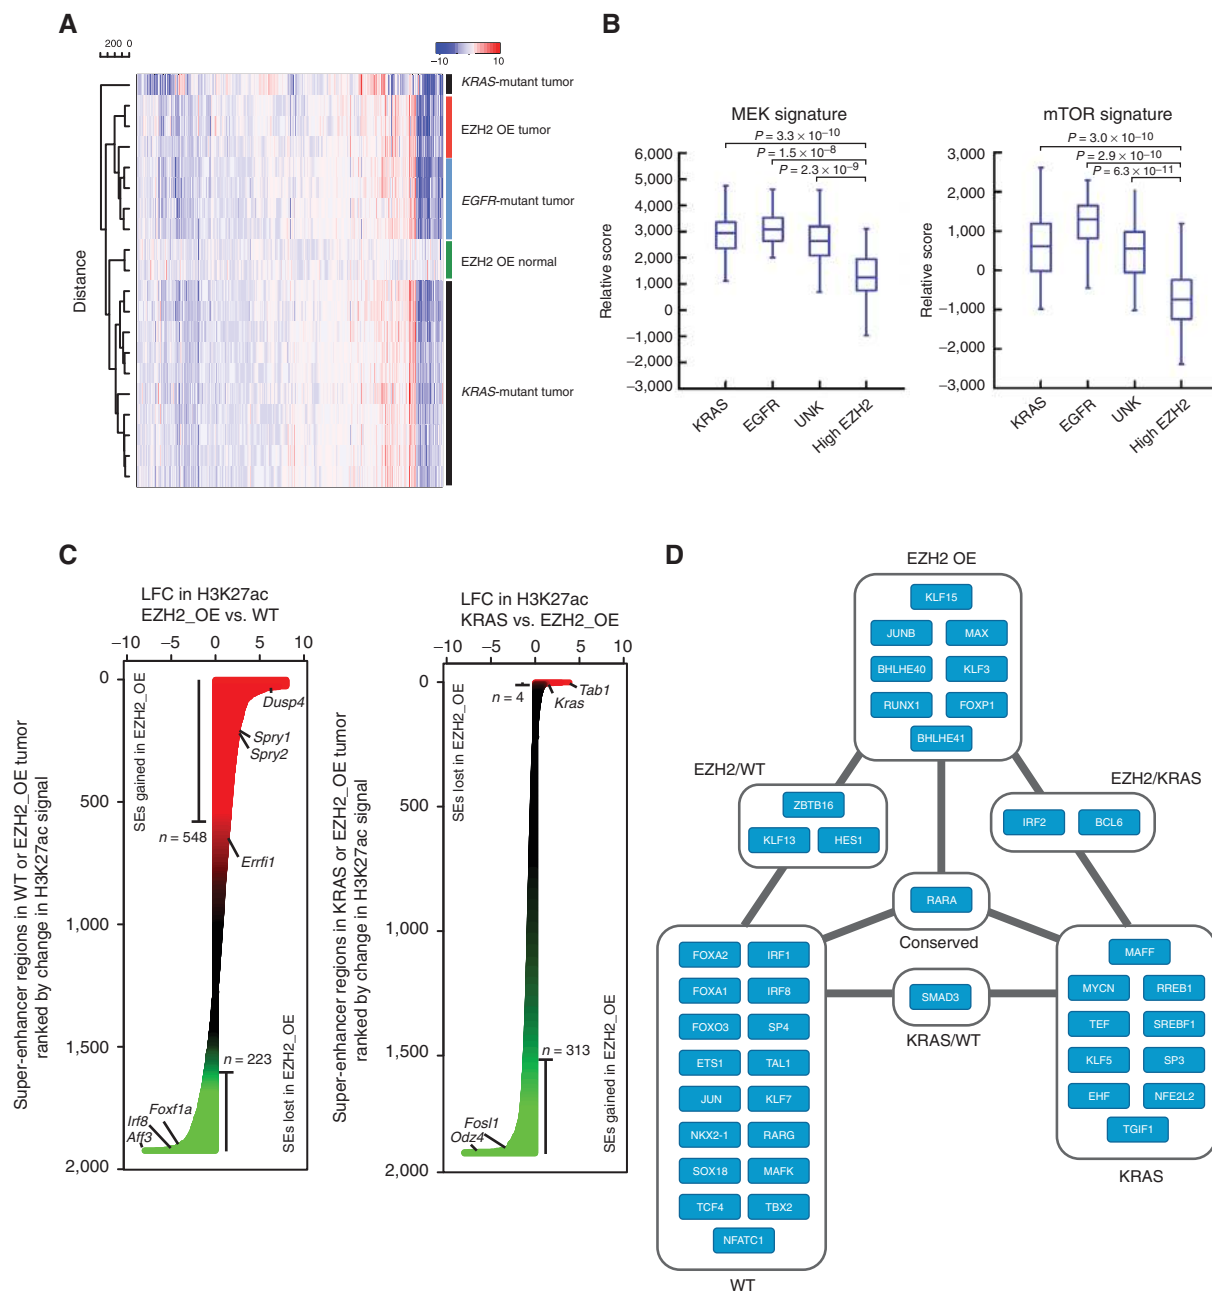 A
200 0
−10 10
KRAS-mutant tumor
EZH2 OE tumor
EGFR-mutant tumor
EZH2 OE normal
KRAS-mutant tumor
Distance
B
MEK signature
P = 3.3 × 10−10
P = 1.5 × 10−8
P = 2.3 × 10−9
6,000
5,000
4,000
3,000
2,000
1,000
0
−1,000
−2,000
−3,000
Relative score
KRAS
EGFR
UNK
High EZH2
mTOR signature
P = 3.0 × 10−10
P = 2.9 × 10−10
P = 6.3 × 10−11
3,000
2,000
1,000
0
−1,000
−2,000
−3,000
Relative score
KRAS
EGFR
UNK
High EZH2
C
LFC in H3K27ac
EZH2_OE vs. WT
−10 −5 0 5 10
0
500
1,000
1,500
2,000
Super-enhancer regions in WT or EZH2_OE tumor
ranked by change in H3K27ac signal
SEs gained in EZH2_OE
n = 548
Dusp4
Spry1
Spry2
Errfi1
n = 223
SEs lost in EZH2_OE
Foxf1a
Irf8
Aff3
LFC in H3K27ac
KRAS vs. EZH2_OE
−10 −5 0 5 10
0
500
1,000
1,500
2,000
Super-enhancer regions in KRAS or EZH2_OE tumor
ranked by change in H3K27ac signal
SEs lost in EZH2_OE
n = 4
Tab1
Kras
n = 313
SEs gained in EZH2_OE
Fosl1
Odz4
D
EZH2 OE
KLF15
JUNB MAX
BHLHE40 KLF3
RUNX1 FOXP1
BHLHE41
EZH2/WT
ZBTB16
KLF13 HES1
EZH2/KRAS
IRF2 BCL6
RARA
Conserved
SMAD3
KRAS/WT
FOXA2 IRF1
FOXA1 IRF8
FOXO3 SP4
ETS1 TAL1
JUN KLF7
NKX2-1 RARG
SOX18 MAFK
TCF4 TBX2
NFATC1
WT
MAFF
MYCN RREB1
TEF SREBF1
KLF5 SP3
EHF NFE2L2
TGIF1
KRAS